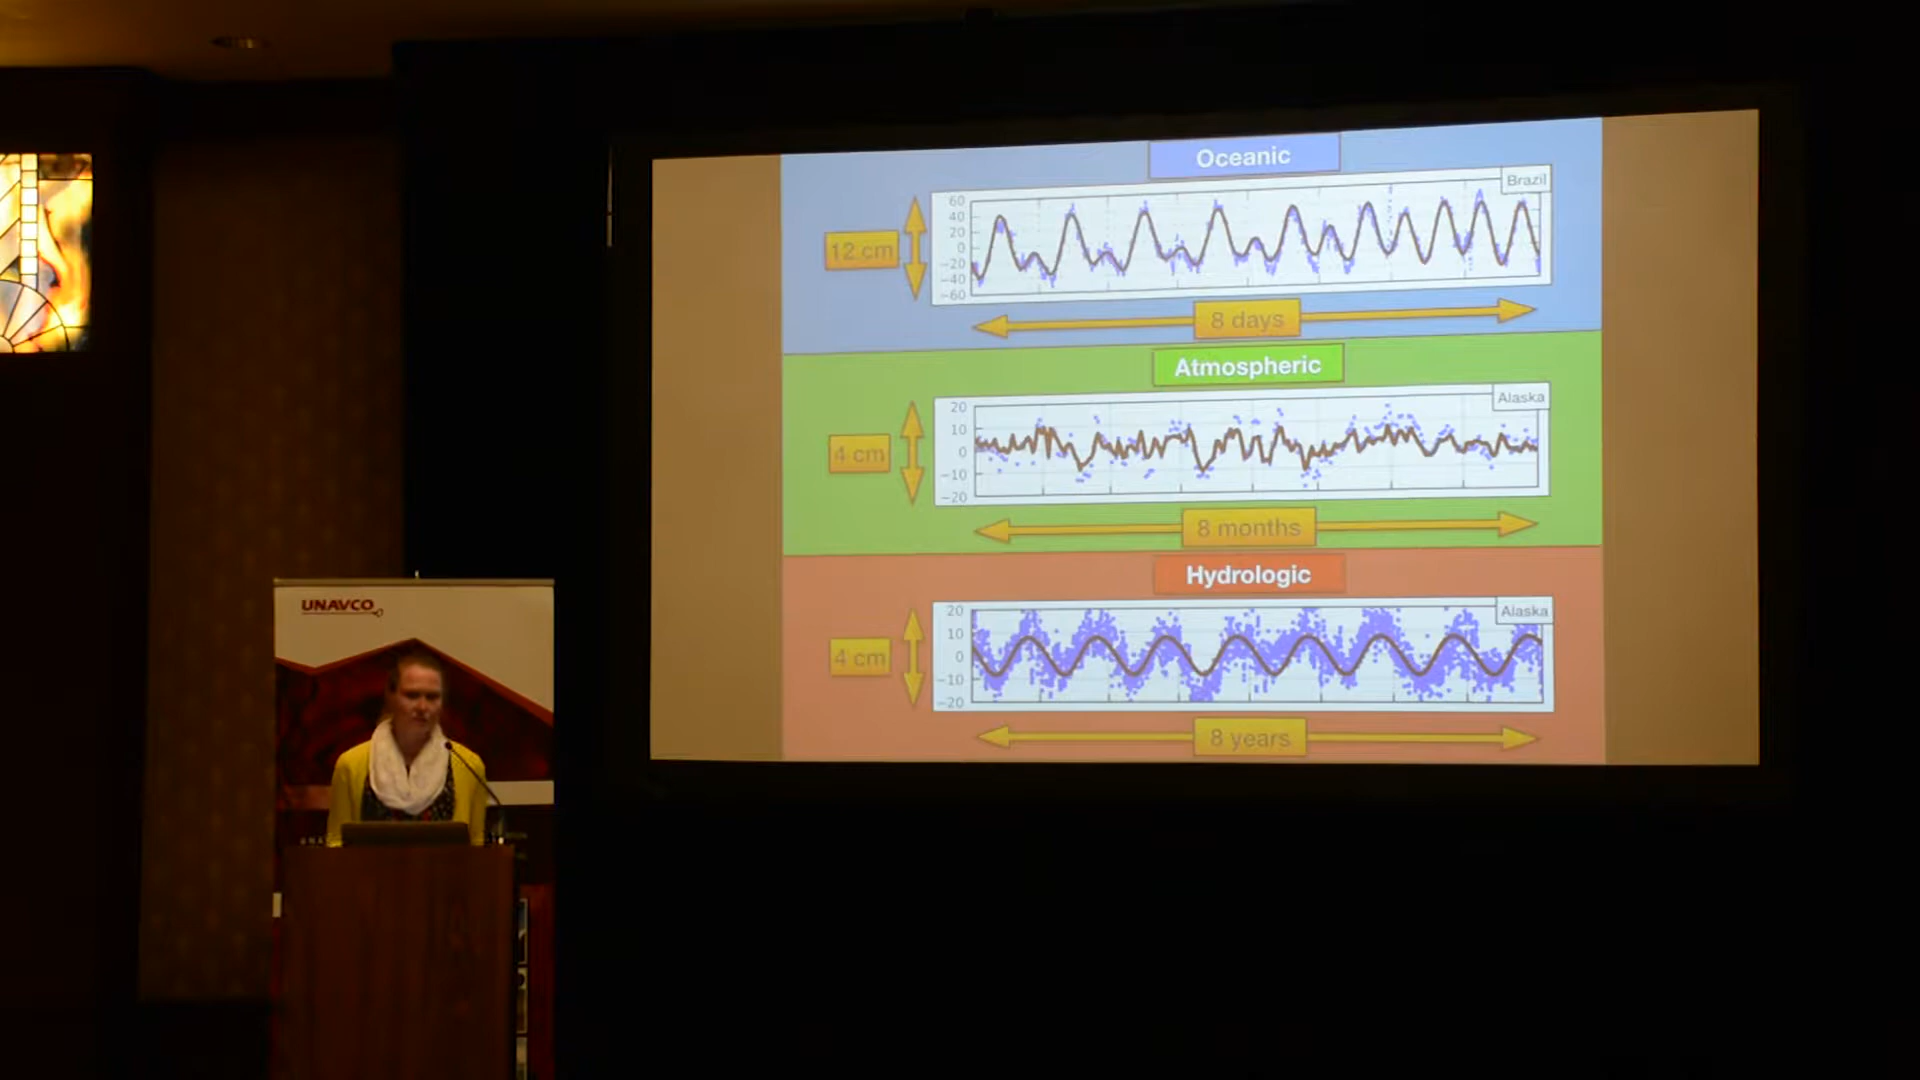 Oceanic
Brazil
60
40
20
0
−20
−40
−60
12 cm
8 days
Atmospheric
Alaska
20
10
0
−10
−20
4 cm
8 months
Hydrologic
Alaska
20
10
0
−10
−20
4 cm
8 years
UNAVCO